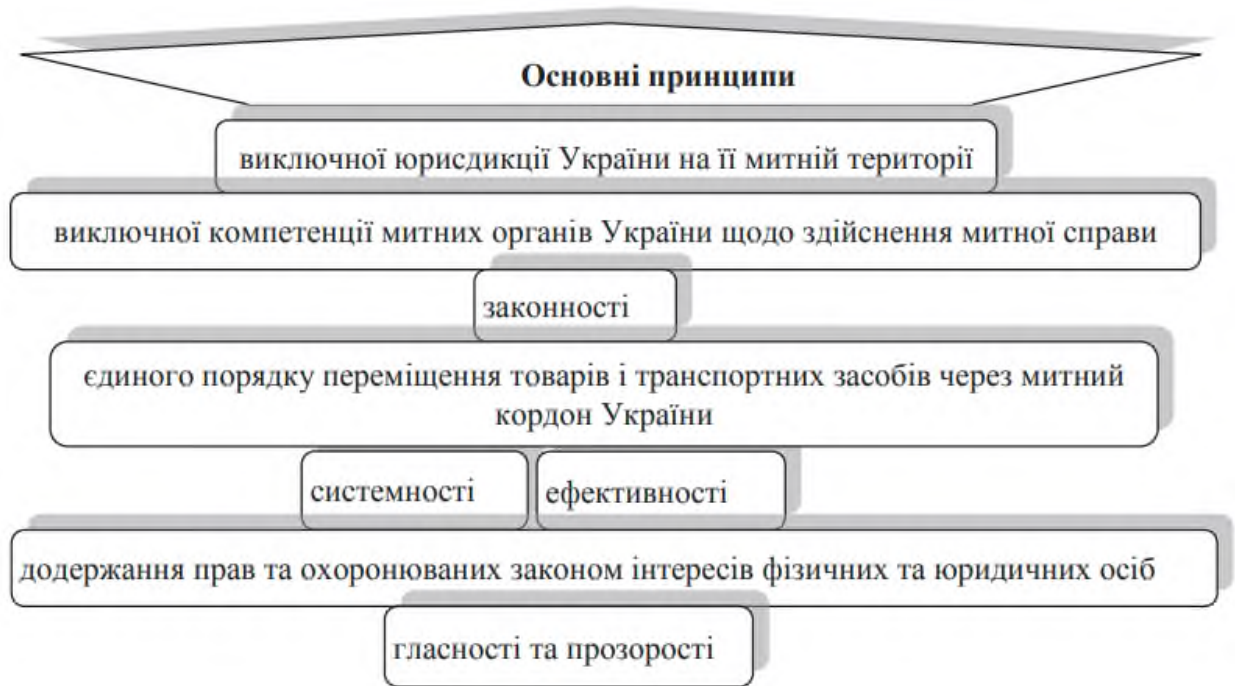 Основні принципи
виключної юрисдикції України на її митній території
виключної компетенції митних органів України щодо здійснення митної справи
законності
єдиного порядку переміщення товарів і транспортних засобів через митний
кордон України
системності
ефективності
додержання прав та охоронюваних законом інтересів фізичних та юридичних осіб
гласності та прозорості